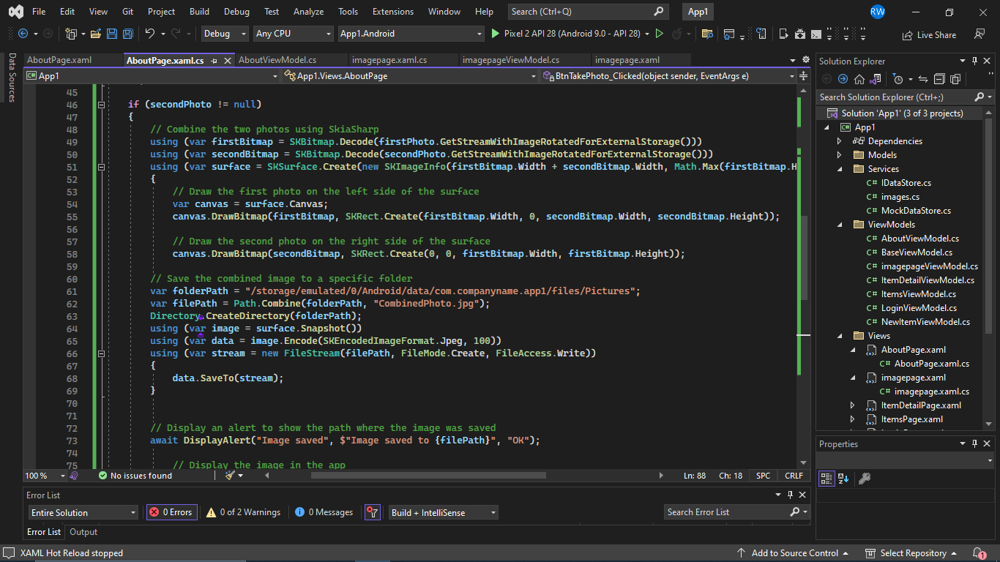 File Edit View Git Project Build Debug Test Analyze Tools Extensions Window Help Search (Ctrl+Q) App1 RW
Debug Any CPU App1.Android Pixel 2 API 28 (Android 9.0 - API 28) Live Share
Data Sources
AboutPage.xaml AboutPage.xaml.cs AboutViewModel.cs imagepage.xaml.cs imagepageViewModel.cs imagepage.xaml
App1 App1.Views.AboutPage BtnTakePhoto_Clicked(object sender, EventArgs e)
45
46 if (secondPhoto != null)
47 {
48 // Combine the two photos using SkiaSharp
49 using (var firstBitmap = SKBitmap.Decode(firstPhoto.GetStreamWithImageRotatedForExternalStorage()))
50 using (var secondBitmap = SKBitmap.Decode(secondPhoto.GetStreamWithImageRotatedForExternalStorage()))
51 using (var surface = SKSurface.Create(new SKImageInfo(firstBitmap.Width + secondBitmap.Width, Math.Max(firstBitmap.H
52 {
53 // Draw the first photo on the left side of the surface
54 var canvas = surface.Canvas;
55 canvas.DrawBitmap(firstBitmap, SKRect.Create(firstBitmap.Width, 0, secondBitmap.Width, secondBitmap.Height));
56
57 // Draw the second photo on the right side of the surface
58 canvas.DrawBitmap(secondBitmap, SKRect.Create(0, 0, firstBitmap.Width, firstBitmap.Height));
59
60 // Save the combined image to a specific folder
61 var folderPath = "/storage/emulated/0/Android/data/com.companyname.app1/files/Pictures";
62 var filePath = Path.Combine(folderPath, "CombinedPhoto.jpg");
63 Directory.CreateDirectory(folderPath);
64 using (var image = surface.Snapshot())
65 using (var data = image.Encode(SKEncodedImageFormat.Jpeg, 100))
66 using (var stream = new FileStream(filePath, FileMode.Create, FileAccess.Write))
67 {
68 data.SaveTo(stream);
69 }
70
71
72 // Display an alert to show the path where the image was saved
73 await DisplayAlert("Image saved", $"Image saved to {filePath}", "OK");
74
75 // Display the image in the app
100 % No issues found Ln: 88 Ch: 18 SPC CRLF
Error List
Entire Solution 0 Errors 0 of 2 Warnings 0 Messages Build + IntelliSense Search Error List
Error List Output
Solution Explorer
Search Solution Explorer (Ctrl+;)
Solution 'App1' (3 of 3 projects)
C# App1
Dependencies
Models
Services
C# IDataStore.cs
C# images.cs
C# MockDataStore.cs
ViewModels
C# AboutViewModel.cs
C# BaseViewModel.cs
C# imagepageViewModel.cs
C# ItemDetailViewModel.cs
C# ItemsViewModel.cs
C# LoginViewModel.cs
C# NewItemViewModel.cs
Views
AboutPage.xaml
C# AboutPage.xaml.cs
imagepage.xaml
C# imagepage.xaml.cs
ItemDetailPage.xaml
ItemsPage.xaml
Properties
XAML Hot Reload stopped Add to Source Control Select Repository 1